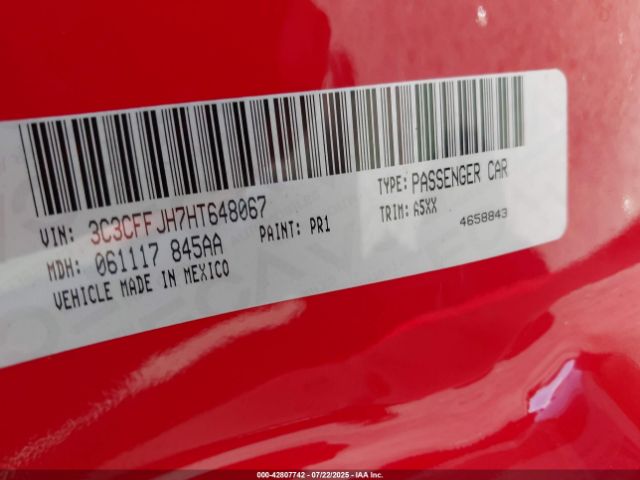 VIN: 3C3CFFJH7HT648067 TYPE: PASSENGER CAR
MDH: 061117 845AA PAINT: PR1 TRIM: A5XX 4658843
VEHICLE MADE IN MEXICO
000-42807742 - 07/22/2025 - IAA Inc.